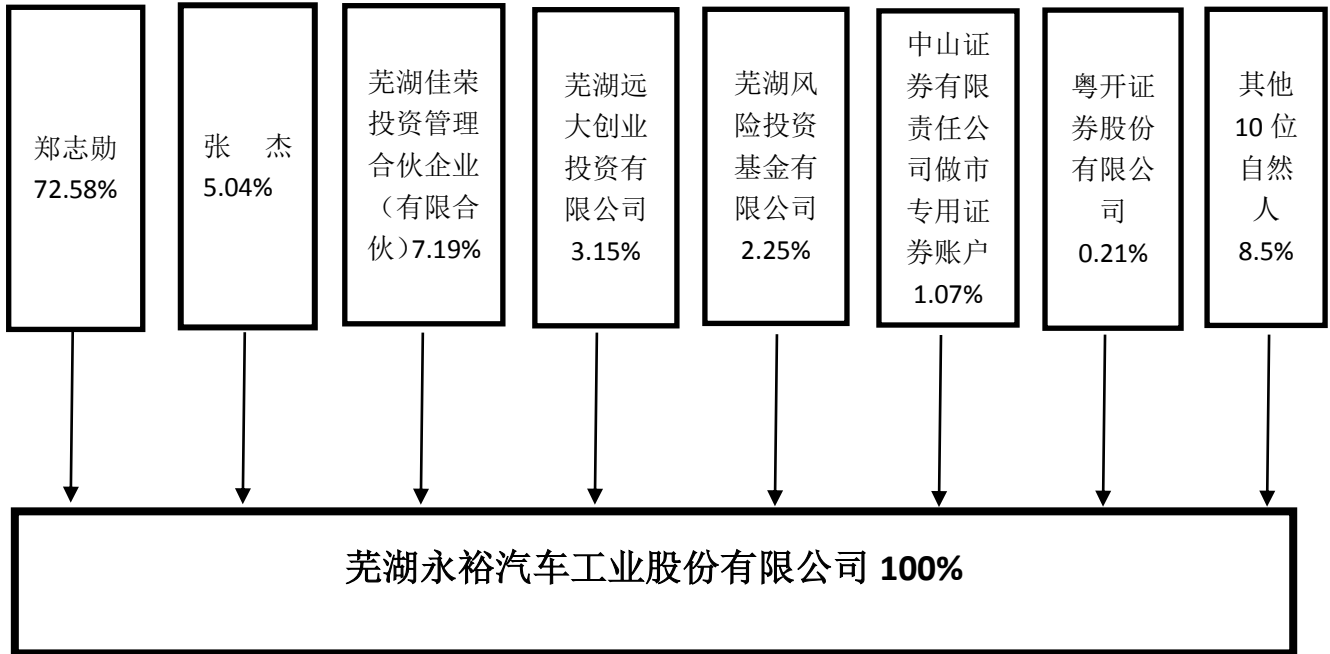 郑志勋
72.58%
张 杰
5.04%
芜湖佳荣
投资管理
合伙企业
（有限合
伙）7.19%
芜湖远
大创业
投资有
限公司
3.15%
芜湖风
险投资
基金有
限公司
2.25%
中山证
券有限
责任公
司做市
专用证
券账户
1.07%
粤开证
券股份
有限公
司
0.21%
其他
10 位
自然
人
8.5%
芜湖永裕汽车工业股份有限公司 100%